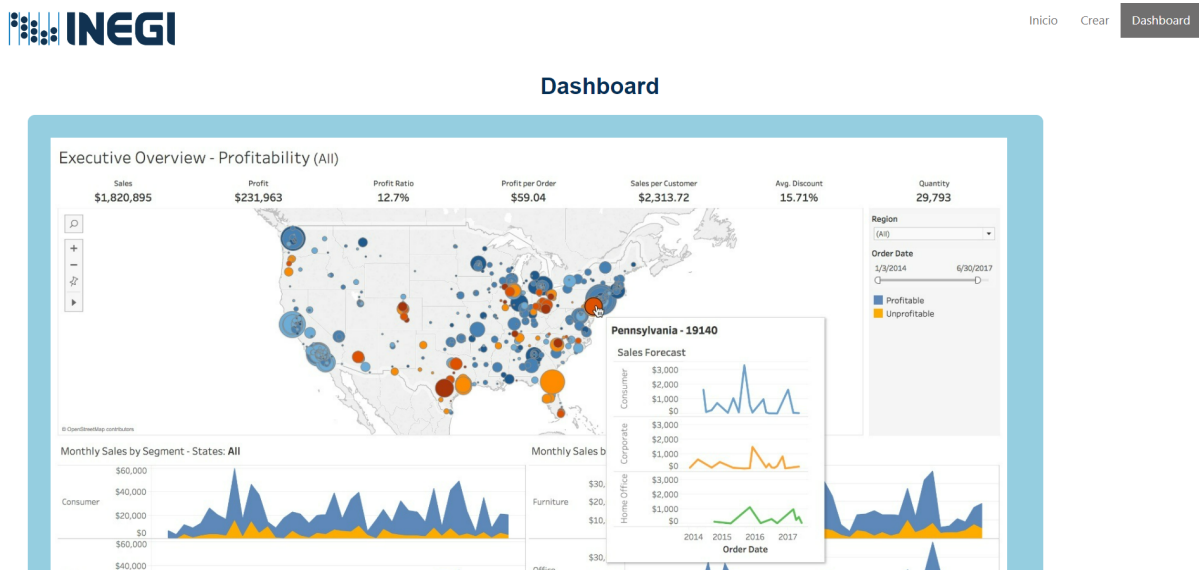 INEGI
Inicio Crear Dashboard
Dashboard
Executive Overview - Profitability (All)
Sales Profit Profit Ratio Profit per Order Sales per Customer Avg. Discount Quantity
$1,820,895 $231,963 12.7% $59.04 $2,313.72 15.71% 29,793
Region
(All)
Order Date
1/3/2014 6/30/2017
Profitable
Unprofitable
© OpenStreetMap contributors
Pennsylvania - 19140
Sales Forecast
Consumer
$3,000
$2,000
$1,000
$0
Corporate
$3,000
$2,000
$1,000
$0
Home Office
$3,000
$2,000
$1,000
$0
2014 2015 2016 2017
Order Date
Monthly Sales by Segment - States: All
Consumer
$60,000
$40,000
$20,000
$0
$60,000
$40,000
Monthly Sales b
Furniture
$30,
$20,
$10,
$30,